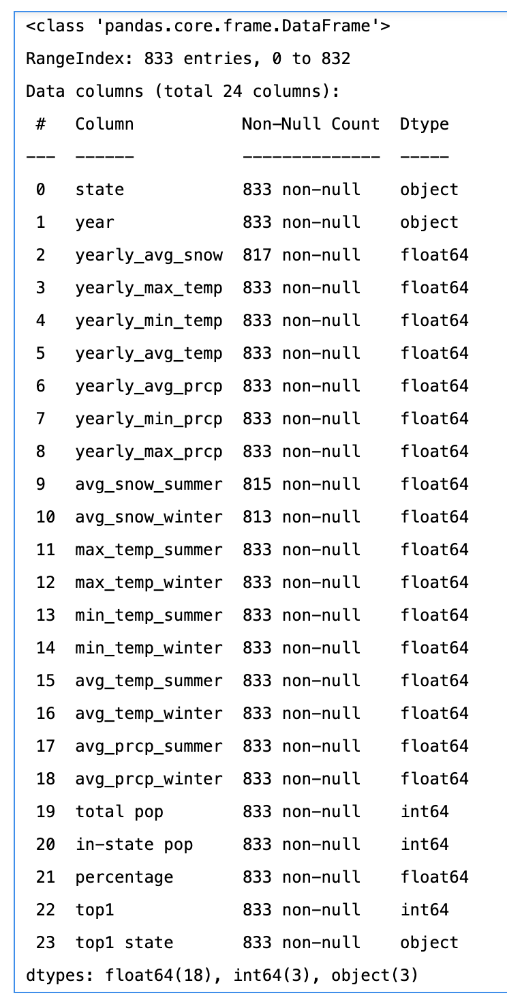 <class 'pandas.core.frame.DataFrame'>
RangeIndex: 833 entries, 0 to 832
Data columns (total 24 columns):
 #   Column           Non-Null Count  Dtype
---  ------           --------------  -----
 0   state            833 non-null    object
 1   year             833 non-null    object
 2   yearly_avg_snow  817 non-null    float64
 3   yearly_max_temp  833 non-null    float64
 4   yearly_min_temp  833 non-null    float64
 5   yearly_avg_temp  833 non-null    float64
 6   yearly_avg_prcp  833 non-null    float64
 7   yearly_min_prcp  833 non-null    float64
 8   yearly_max_prcp  833 non-null    float64
 9   avg_snow_summer  815 non-null    float64
 10  avg_snow_winter  813 non-null    float64
 11  max_temp_summer  833 non-null    float64
 12  max_temp_winter  833 non-null    float64
 13  min_temp_summer  833 non-null    float64
 14  min_temp_winter  833 non-null    float64
 15  avg_temp_summer  833 non-null    float64
 16  avg_temp_winter  833 non-null    float64
 17  avg_prcp_summer  833 non-null    float64
 18  avg_prcp_winter  833 non-null    float64
 19  total pop        833 non-null    int64
 20  in-state pop     833 non-null    int64
 21  percentage       833 non-null    float64
 22  top1             833 non-null    int64
 23  top1 state       833 non-null    object
dtypes: float64(18), int64(3), object(3)